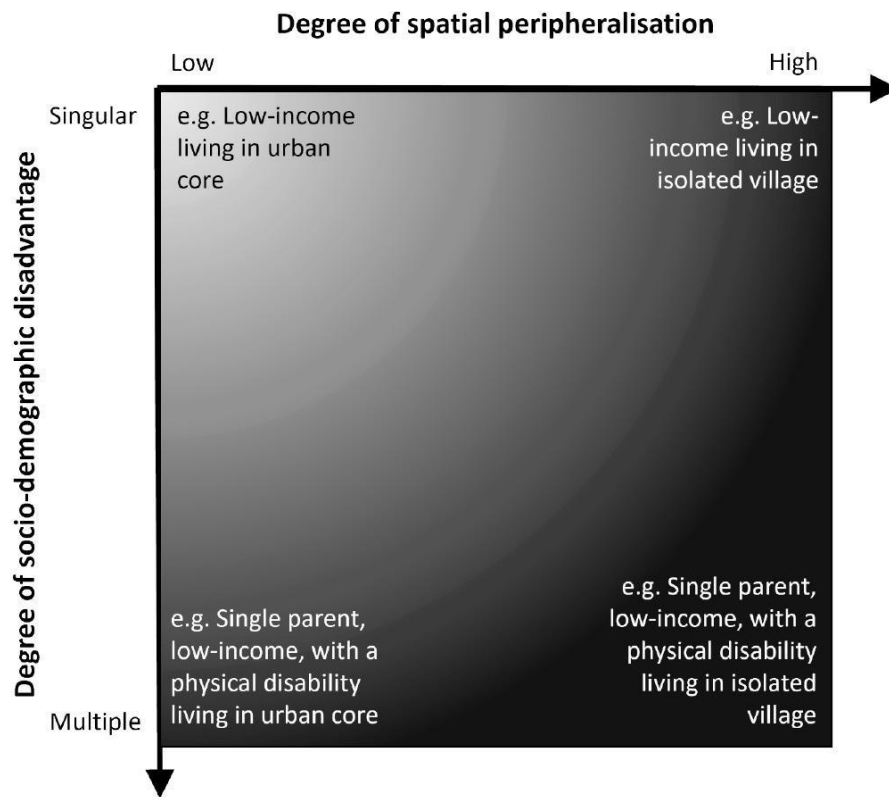 Degree of spatial peripheralisation
Low
High
Singular
e.g. Low-income
living in urban
core
e.g. Low-
income living in
isolated village
Degree of socio-demographic disadvantage
e.g. Single parent,
low-income, with a
physical disability
living in urban core
e.g. Single parent,
low-income, with a
physical disability
living in isolated
village
Multiple